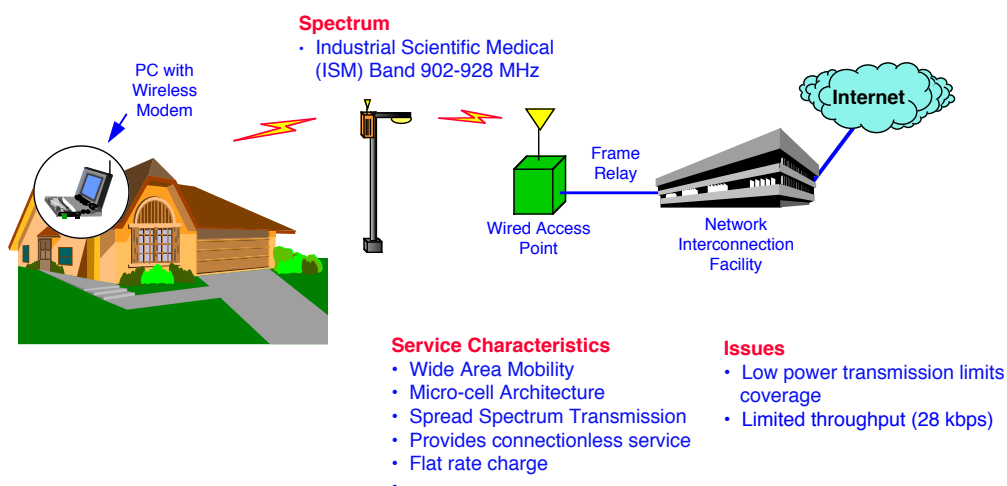 Spectrum
• Industrial Scientific Medical
(ISM) Band 902-928 MHz
PC with
Wireless
Modem
Internet
Frame
Relay
Wired Access
Point
Network
Interconnection
Facility
Service Characteristics
• Wide Area Mobility
• Micro-cell Architecture
• Spread Spectrum Transmission
• Provides connectionless service
• Flat rate charge
•
Issues
• Low power transmission limits
coverage
• Limited throughput (28 kbps)